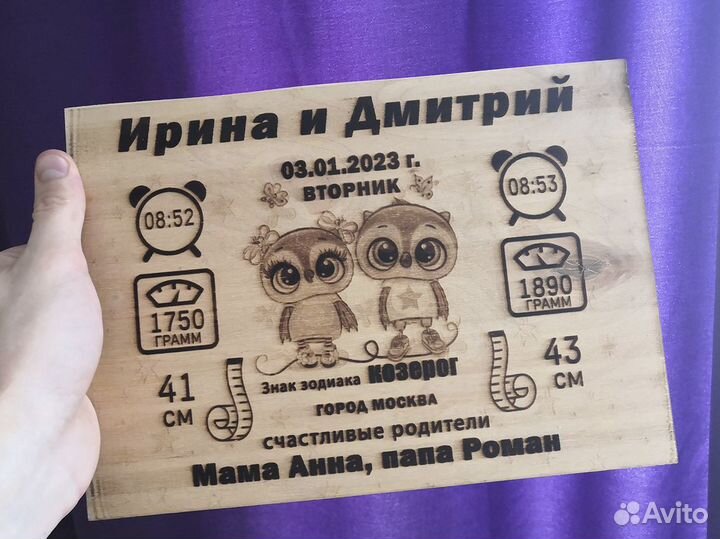 Ирина и Дмитрий
03.01.2023 г.
ВТОРНИК
08:52
08:53
1750
ГРАММ
1890
ГРАММ
41
СМ
43
СМ
Знак зодиака козерог
ГОРОД МОСКВА
счастливые родители
Мама Анна, папа Роман
Avito